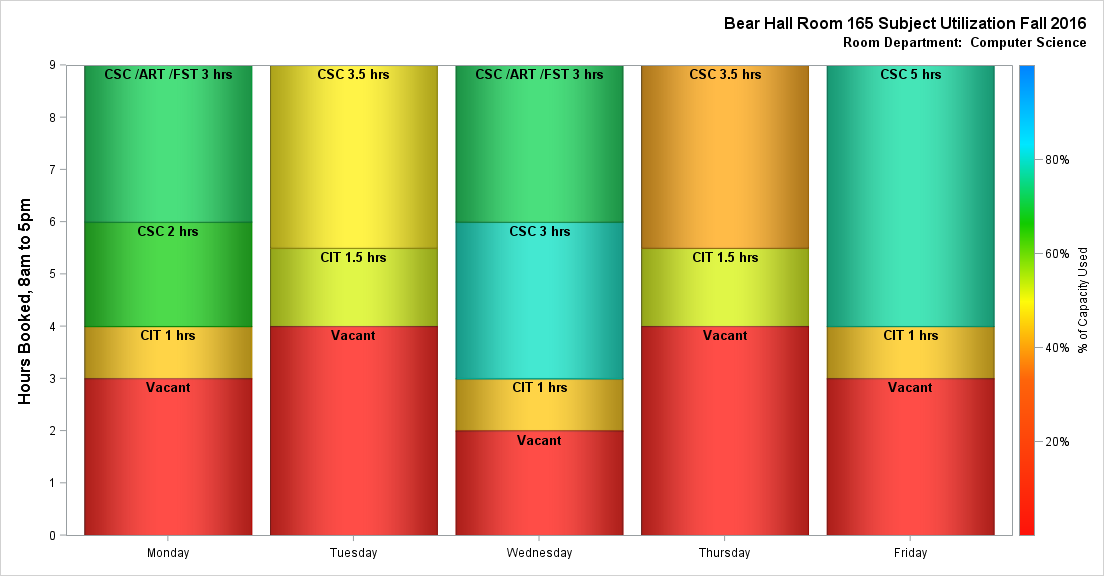 Bear Hall Room 165 Subject Utilization Fall 2016
Room Department:  Computer Science
Hours Booked, 8am to 5pm
9
8
7
6
5
4
3
2
1
0
CSC /ART /FST 3 hrs
CSC 2 hrs
CIT 1 hrs
Vacant
Monday
CSC 3.5 hrs
CIT 1.5 hrs
Vacant
Tuesday
CSC /ART /FST 3 hrs
CSC 3 hrs
CIT 1 hrs
Vacant
Wednesday
CSC 3.5 hrs
CIT 1.5 hrs
Vacant
Thursday
CSC 5 hrs
CIT 1 hrs
Vacant
Friday
80%
60%
40%
20%
% of Capacity Used